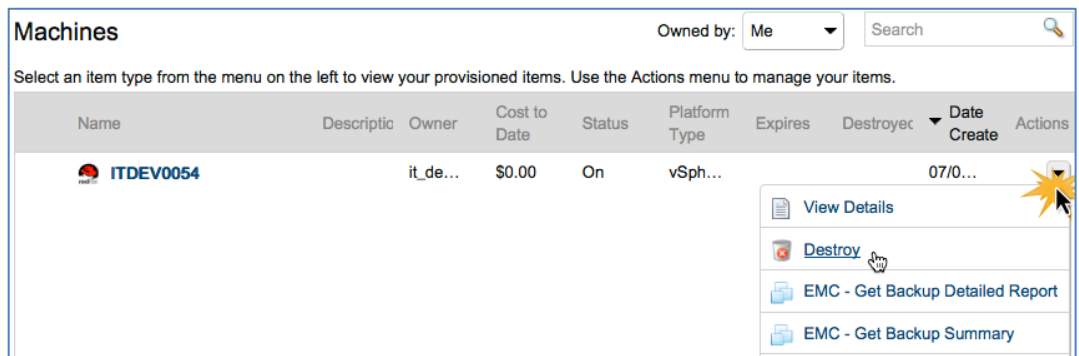 Machines
Owned by: Me
Search
Select an item type from the menu on the left to view your provisioned items. Use the Actions menu to manage your items.
Name Descriptic Owner Cost to Date Status Platform Type Expires Destroyec Date Create Actions
ITDEV0054 it_de... $0.00 On vSph... 07/0...
View Details
Destroy
EMC - Get Backup Detailed Report
EMC - Get Backup Summary